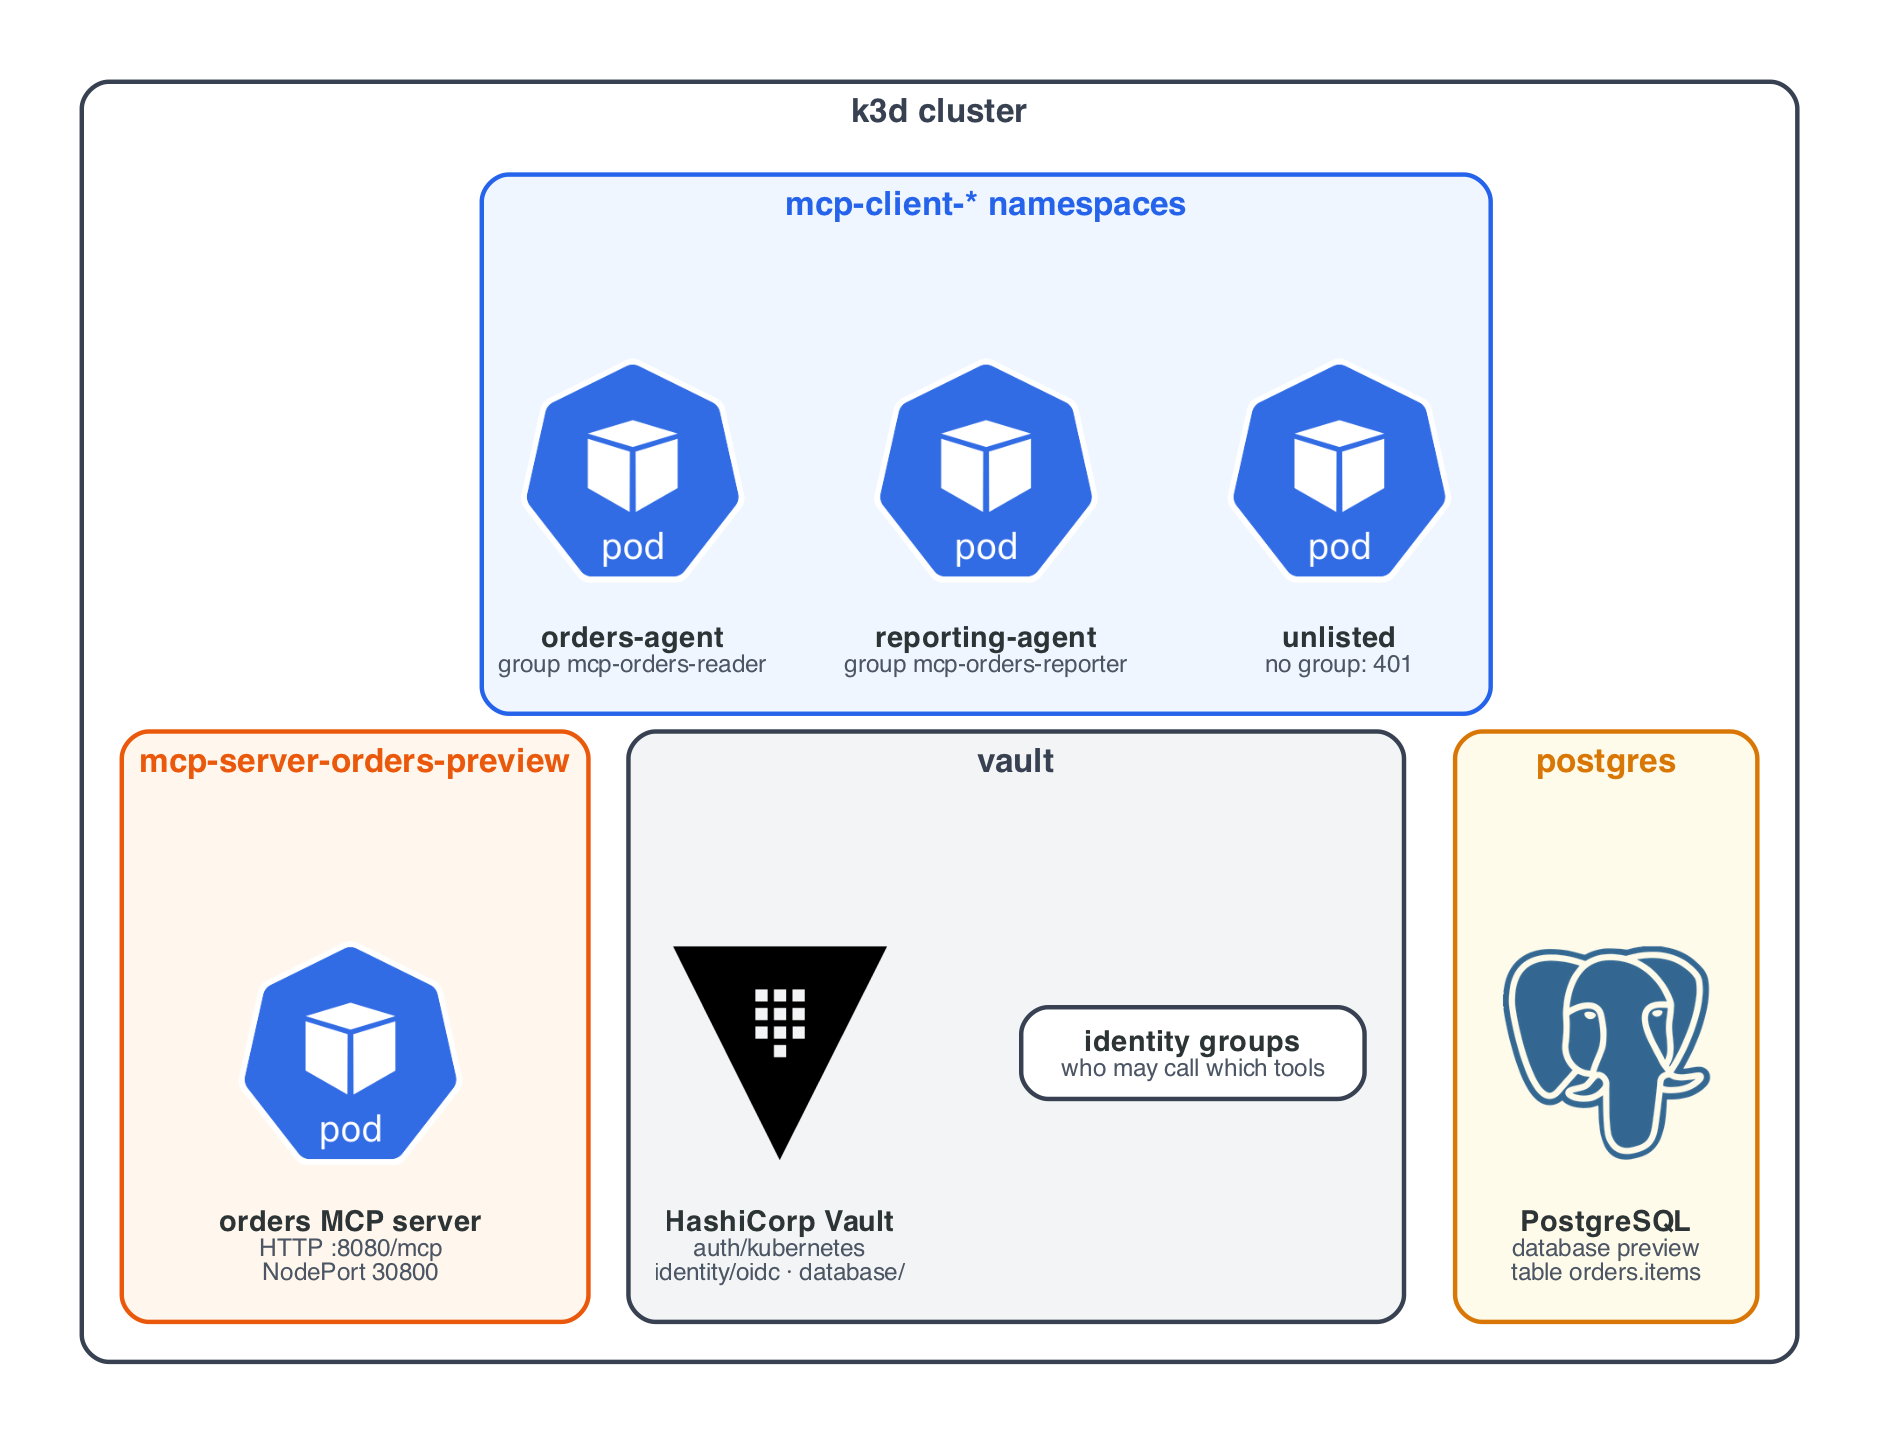 k3d cluster
mcp-client-* namespaces
pod
pod
pod
orders-agent
group mcp-orders-reader
reporting-agent
group mcp-orders-reporter
unlisted
no group: 401
mcp-server-orders-preview
pod
orders MCP server
HTTP :8080/mcp
NodePort 30800
vault
HashiCorp Vault
auth/kubernetes
identity/oidc · database/
identity groups
who may call which tools
postgres
PostgreSQL
database preview
table orders.items